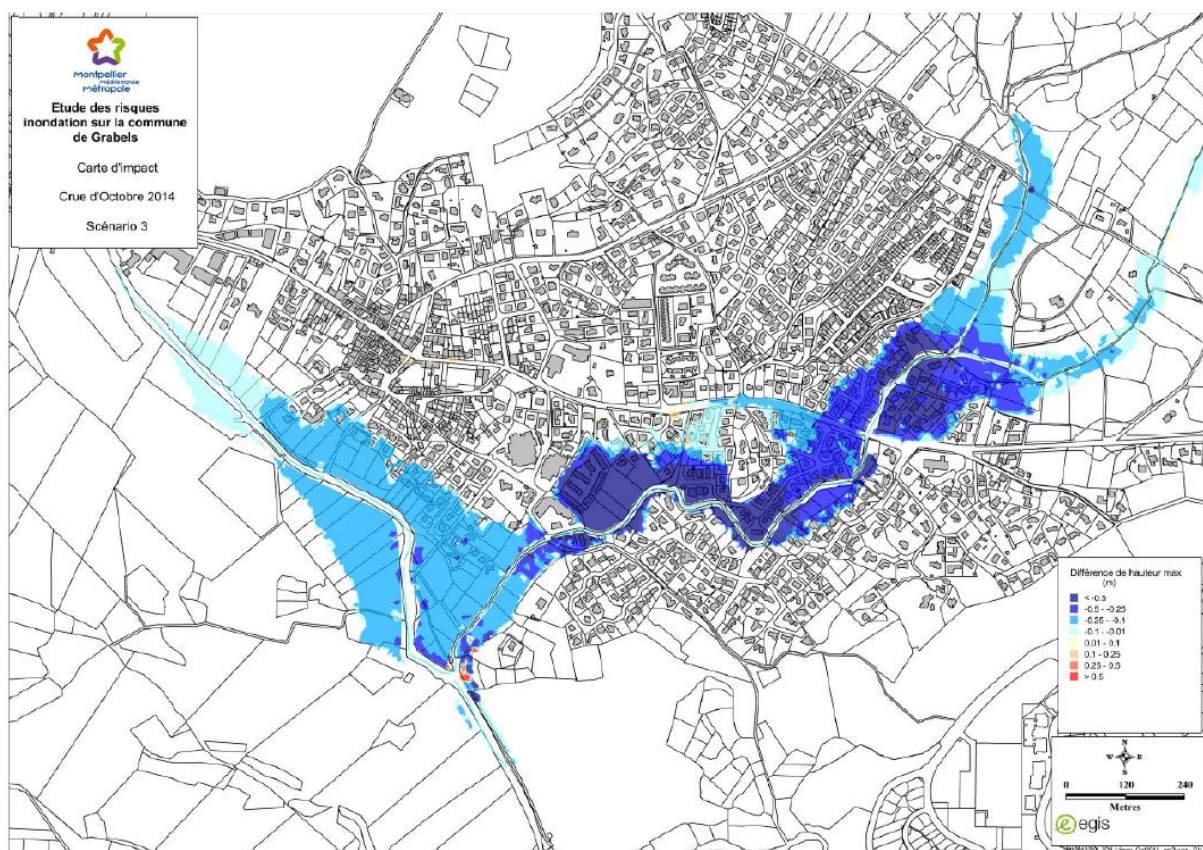 montpellier
méditerranée
métropole
Etude des risques
inondation sur la commune
de Grabels
Carte d'impact
Crue d'Octobre 2014
Scénario 3
Différence de hauteur max
(m)
< -0.5
-0.5 - -0.25
-0.25 - -0.1
-0.1 - -0.01
0.01 - 0.1
0.1 - 0.25
0.25 - 0.5
> 0.5
N
W E
S
0 120 240
Metres
egis